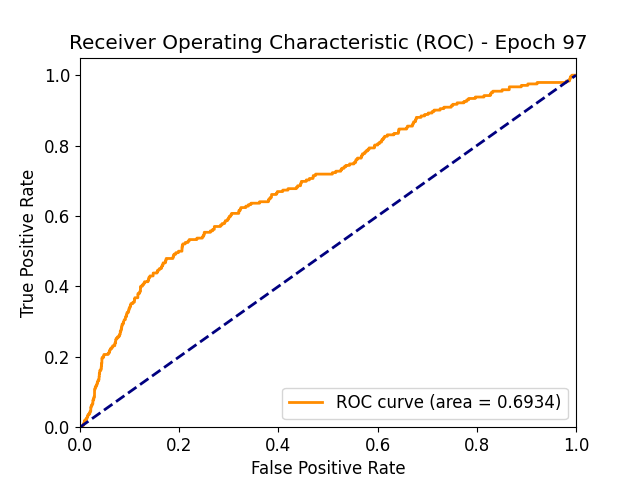 Receiver Operating Characteristic (ROC) - Epoch 97
True Positive Rate
1.0
0.8
0.6
0.4
0.2
0.0
ROC curve (area = 0.6934)
0.0 0.2 0.4 0.6 0.8 1.0
False Positive Rate